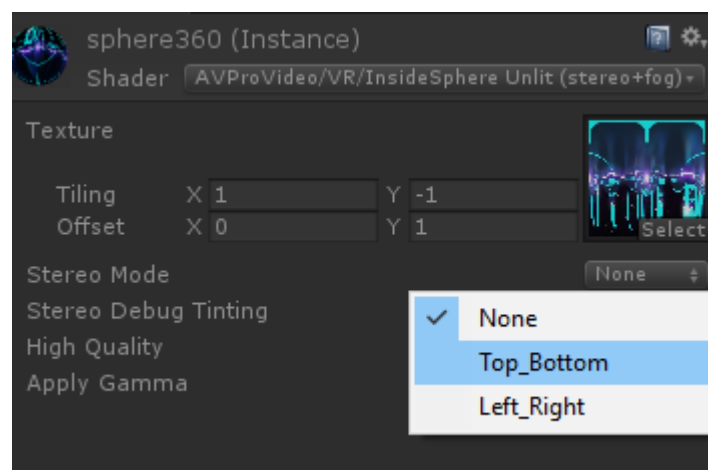 sphere360 (Instance)
Shader AVProVideo/VR/InsideSphere Unlit (stereo+fog)
Texture
Tiling X 1 Y -1
Offset X 0 Y 1
Select
Stereo Mode None
Stereo Debug Tinting
High Quality
Apply Gamma
None
Top_Bottom
Left_Right